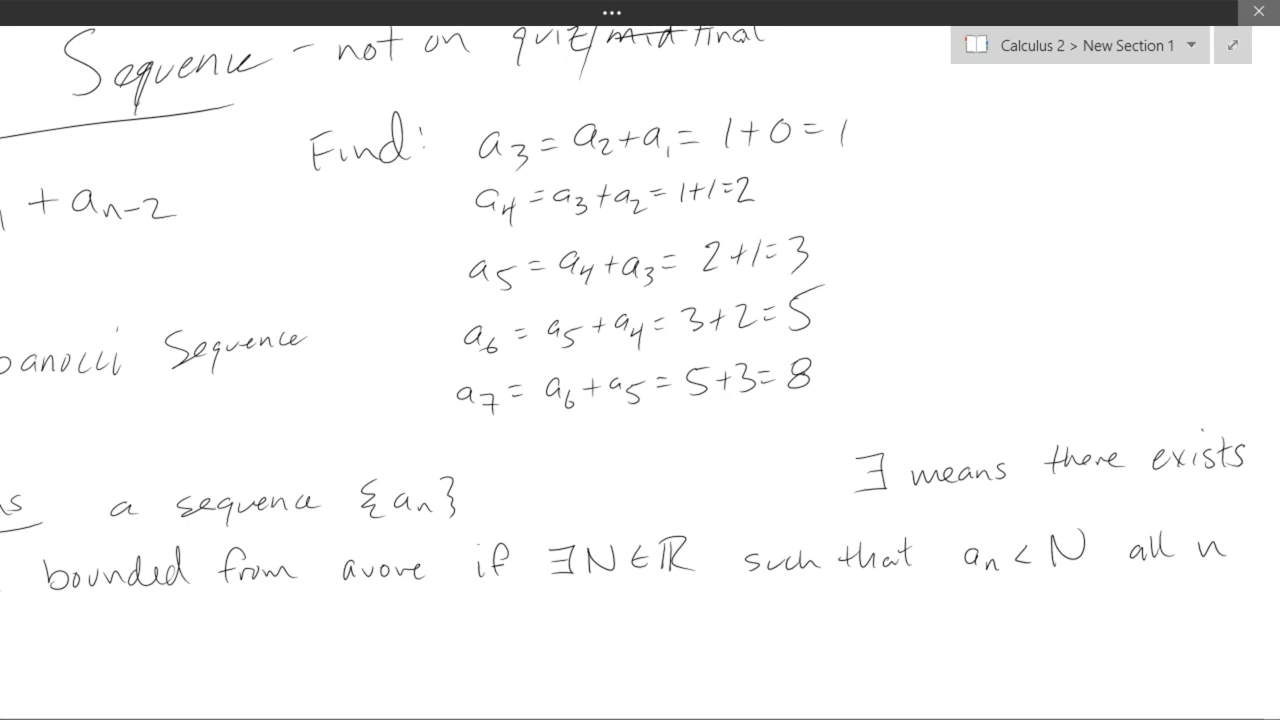 Calculus 2 > New Section 1
Sequence - not on quiz/mid final
Find: a₃ = a₂ + a₁ = 1 + 0 = 1
+ aₙ₋₂
a₄ = a₃ + a₂ = 1+1=2
a₅ = a₄ + a₃ = 2+1=3
a₆ = a₅ + a₄ = 3+2=5
banocci Sequence
a₇ = a₆ + a₅ = 5+3=8
∃ means there exists
ns a sequence {aₙ}
bounded from avove if ∃N∈ℝ such that aₙ < N all n